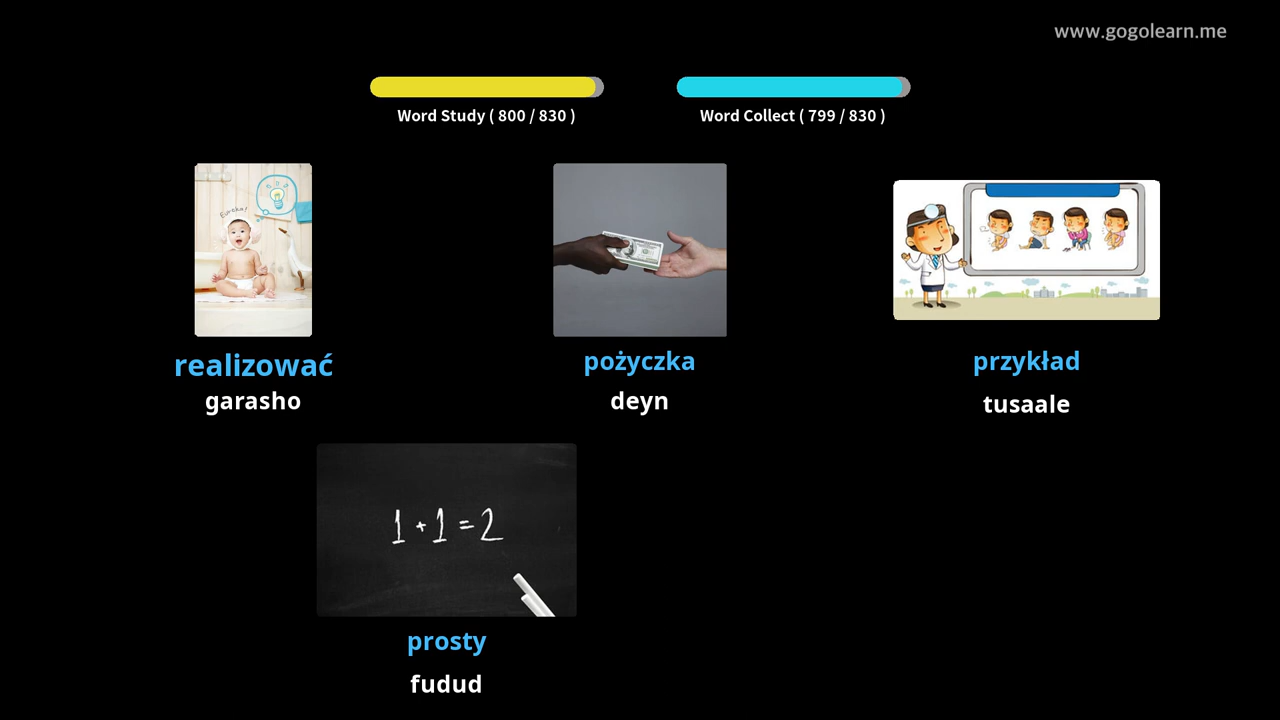 www.gogolearn.me
Word Study ( 800 / 830 )
Word Collect ( 799 / 830 )
Eureka!
realizować
pożyczka
przykład
garasho
deyn
tusaale
1 + 1 = 2
prosty
fudud